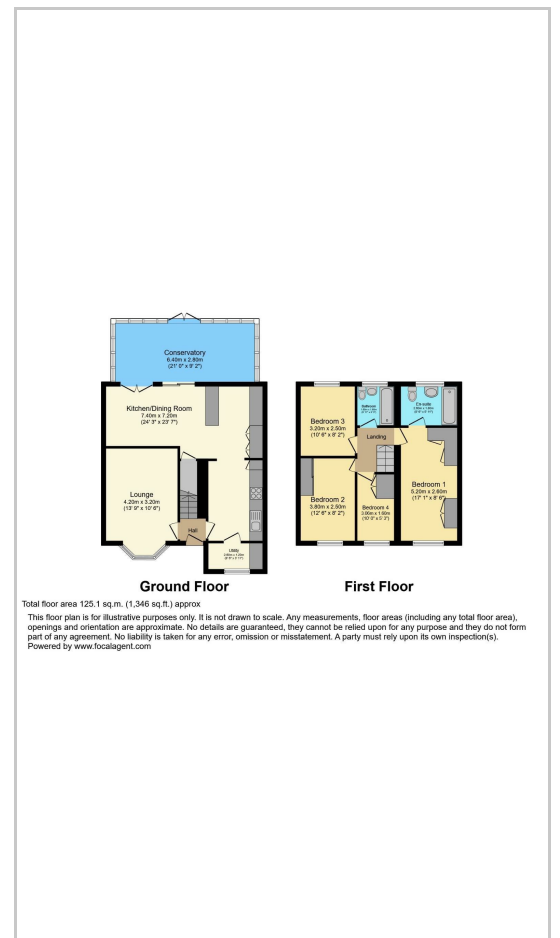 Conservatory
6.40m x 2.80m
(21' 0" x 9' 2")
Kitchen/Dining Room
7.40m x 7.20m
(24' 3" x 23' 7")
Lounge
4.20m x 3.20m
(13' 9" x 10' 6")
Hall
Utility
Ground Floor
Bathroom
En-suite
Bedroom 3
3.20m x 2.50m
(10' 6" x 8' 2")
Landing
Bedroom 1
5.20m x 2.60m
(17' 1" x 8' 6")
Bedroom 2
3.80m x 2.50m
(12' 6" x 8' 2")
Bedroom 4
(10' 0" x 5' 3")
First Floor
Total floor area 125.1 sq.m. (1,346 sq.ft.) approx
This floor plan is for illustrative purposes only. It is not drawn to scale. Any measurements, floor areas (including any total floor area),
openings and orientation are approximate. No details are guaranteed, they cannot be relied upon for any purpose and they do not form
part of any agreement. No liability is taken for any error, omission or misstatement. A party must rely upon its own inspection(s).
Powered by www.focalagent.com